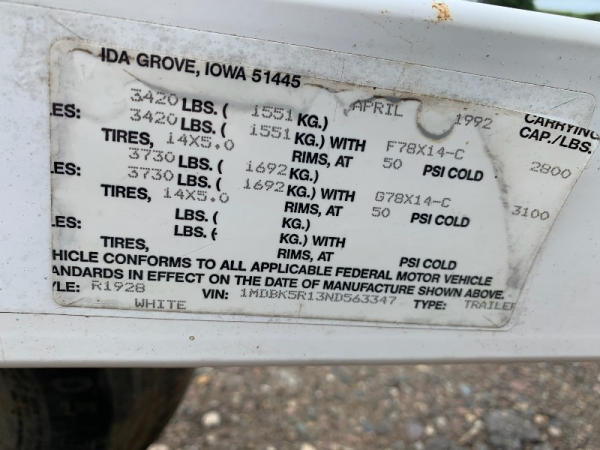 IDA GROVE, IOWA 51445
APRIL 1992 CARRYING CAP./LBS.
3420 LBS. ( 1551 KG.)
LES: 3420 LBS. ( 1551 KG.) WITH F78X14-C 2800
TIRES, 14X5.0 RIMS, AT 50 PSI COLD
3730 LBS. ( 1692 KG.)
LES: 3730 LBS. ( 1692 KG.) WITH G78X14-C 3100
TIRES, 14X5.0 RIMS, AT 50 PSI COLD
LBS. ( KG.)
LES: LBS. ( KG.) WITH
TIRES, RIMS, AT PSI COLD
HICLE CONFORMS TO ALL APPLICABLE FEDERAL MOTOR VEHICLE
ANDARDS IN EFFECT ON THE DATE OF MANUFACTURE SHOWN ABOVE.
YLE: R1928 VIN: 1MDBK5R13ND563347 TYPE: TRAILER
WHITE